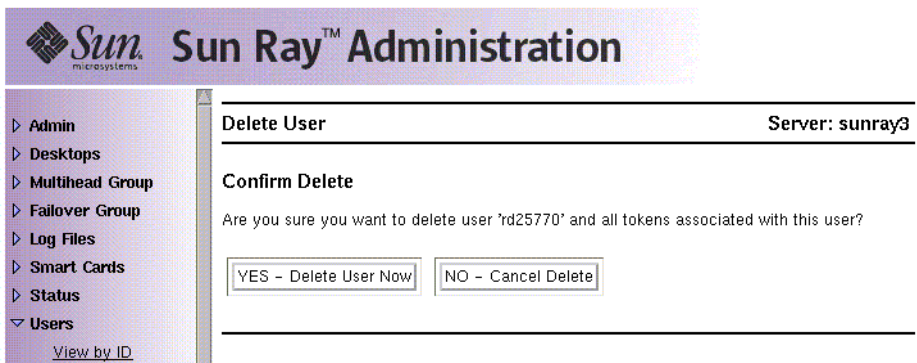 Sun
microsystems
Sun Ray™ Administration
Admin
Desktops
Multihead Group
Failover Group
Log Files
Smart Cards
Status
Users
View by ID
Delete User
Server: sunray3
Confirm Delete
Are you sure you want to delete user 'rd25770' and all tokens associated with this user?
YES - Delete User Now
NO - Cancel Delete